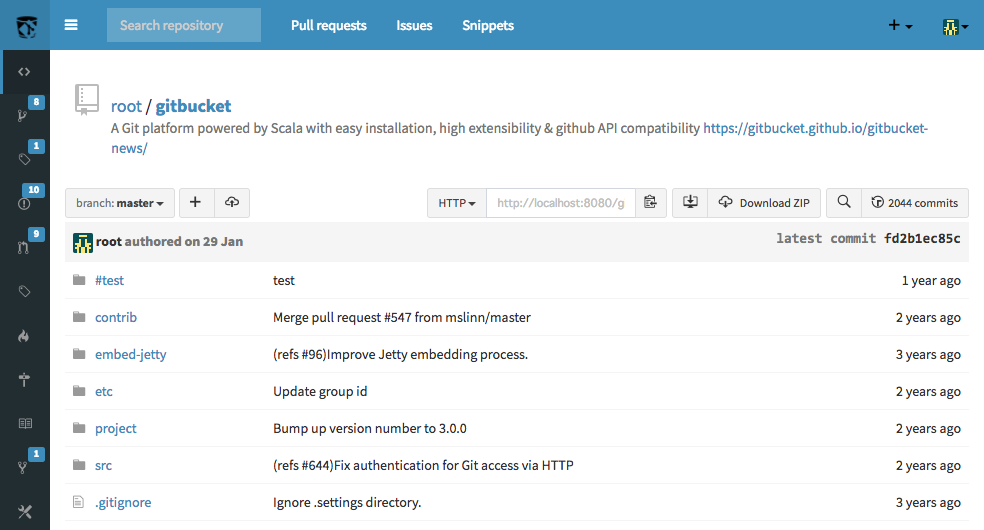 Search repository Pull requests Issues Snippets
root / gitbucket
A Git platform powered by Scala with easy installation, high extensibility & github API compatibility https://gitbucket.github.io/gitbucket-
news/
8
1
10
9
1
branch: master HTTP http://localhost:8080/g Download ZIP 2044 commits
root authored on 29 Jan latest commit fd2b1ec85c
#test test 1 year ago
contrib Merge pull request #547 from mslinn/master 2 years ago
embed-jetty (refs #96)Improve Jetty embedding process. 3 years ago
etc Update group id 2 years ago
project Bump up version number to 3.0.0 2 years ago
src (refs #644)Fix authentication for Git access via HTTP 2 years ago
.gitignore Ignore .settings directory. 3 years ago